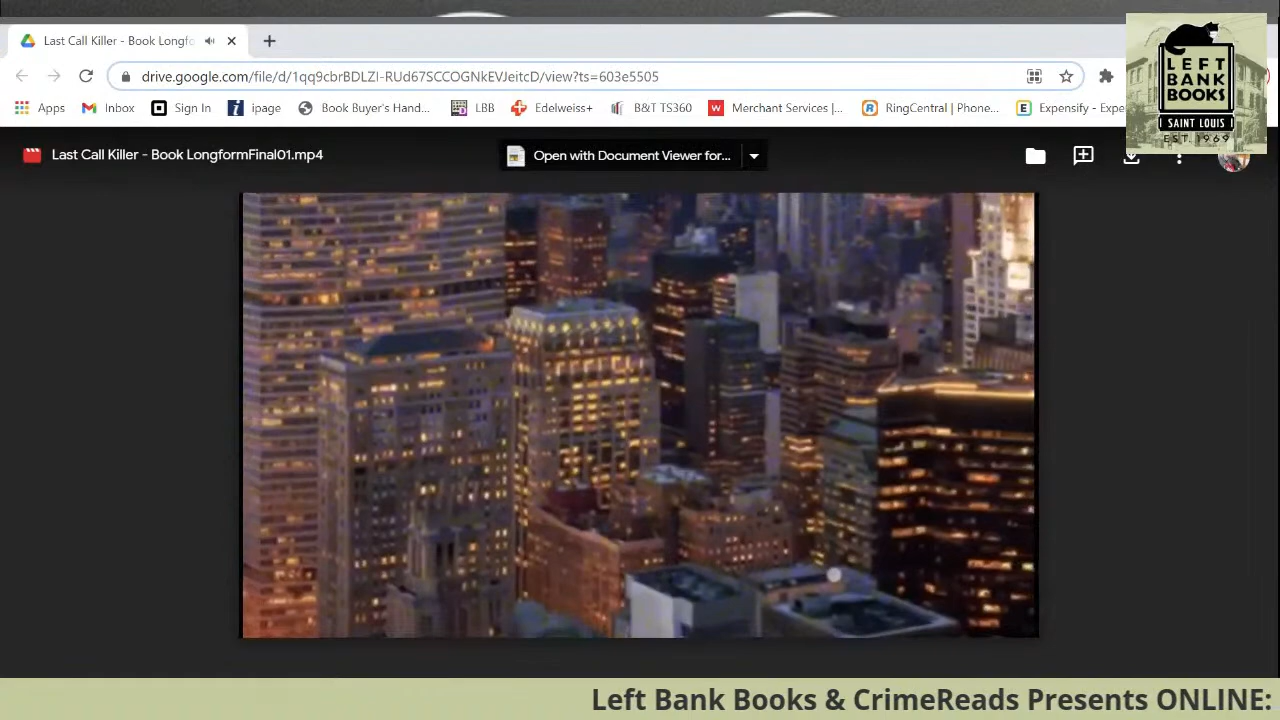 Last Call Killer - Book Longfo
drive.google.com/file/d/1qq9cbrBDLZI-RUd67SCCOGNkEVJeitcD/view?ts=603e5505
Apps Inbox Sign In ipage Book Buyer's Hand... LBB Edelweiss+ B&T TS360 Merchant Services |... RingCentral | Phone... Expensify - Expe
LEFT
BANK
BOOKS
SAINT LOUIS
EST. 1969
Last Call Killer - Book LongformFinal01.mp4
Open with Document Viewer for...
Left Bank Books & CrimeReads Presents ONLINE: